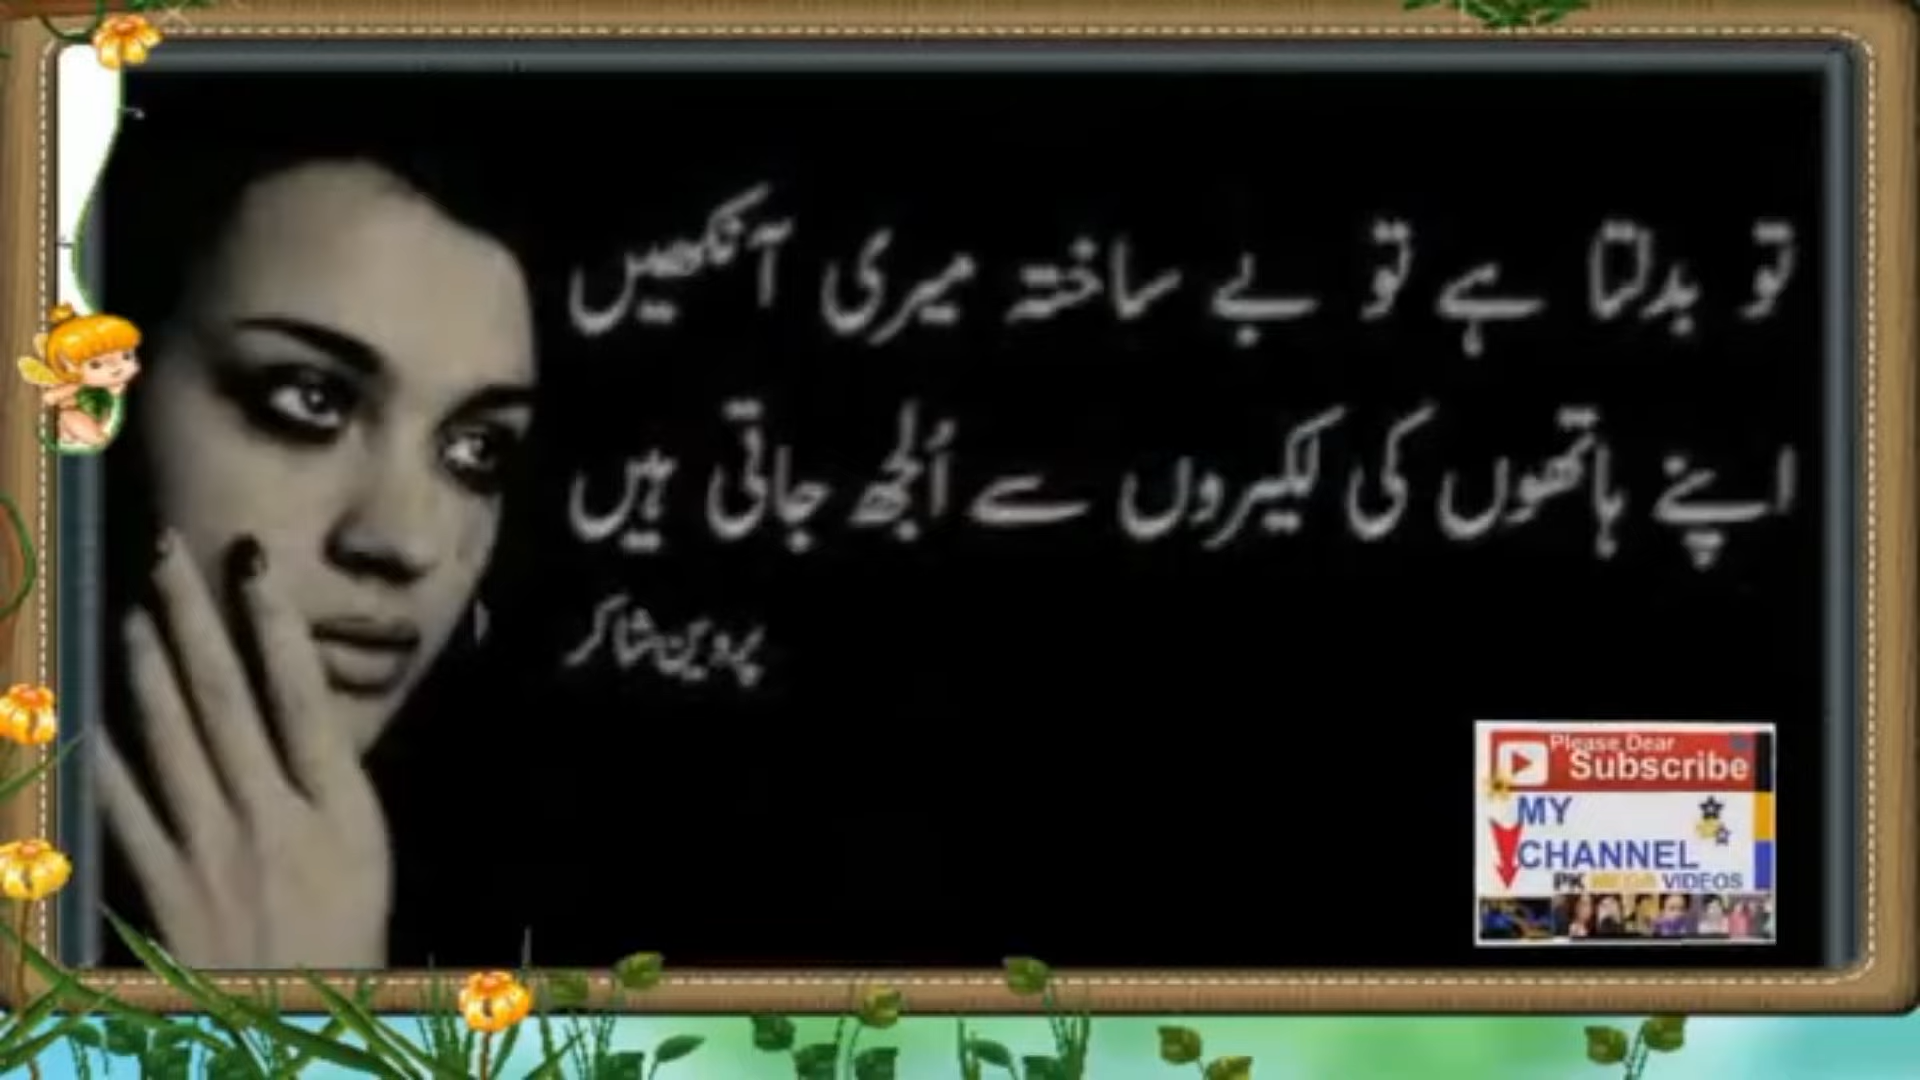 تو بدلتا ہے تو بے ساختہ میری آنکھیں
اپنے ہاتھوں کی لکیروں سے اُلجھ جاتی ہیں
پروین شاکر
Please Dear
Subscribe
MY
CHANNEL
PK MEGA VIDEOS